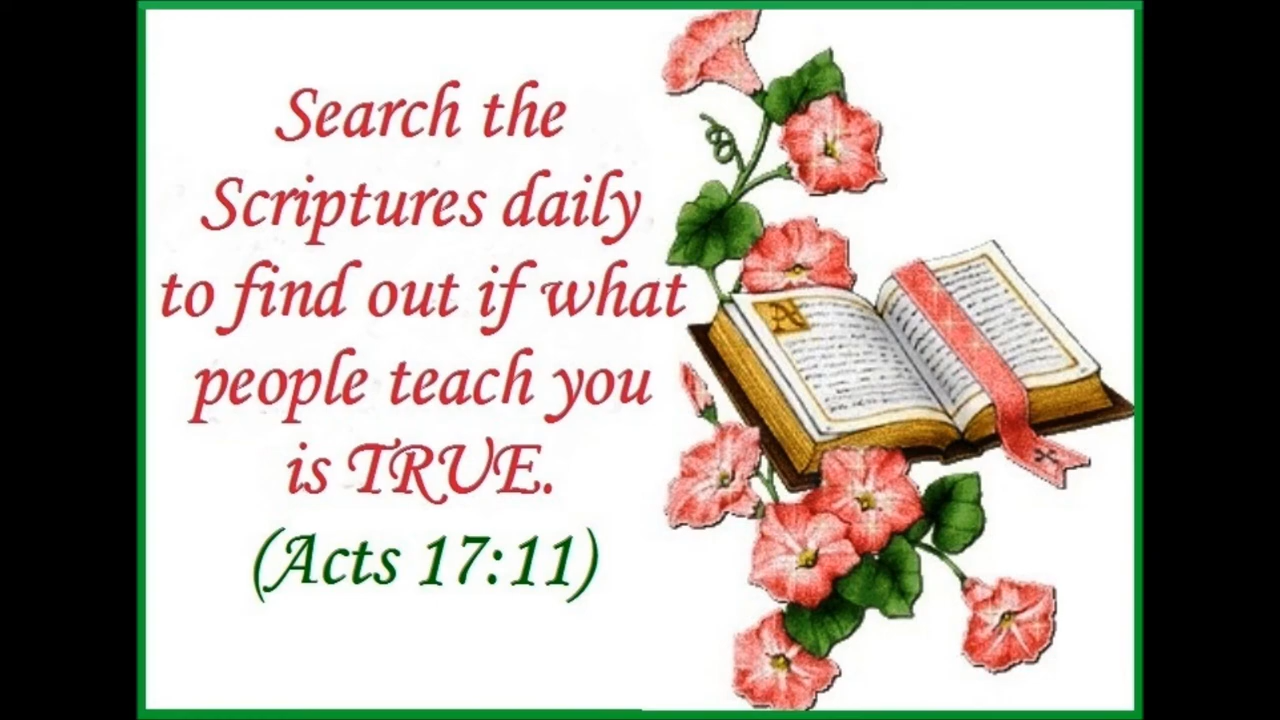 Search the
Scriptures daily
to find out if what
people teach you
is TRUE.
(Acts 17:11)